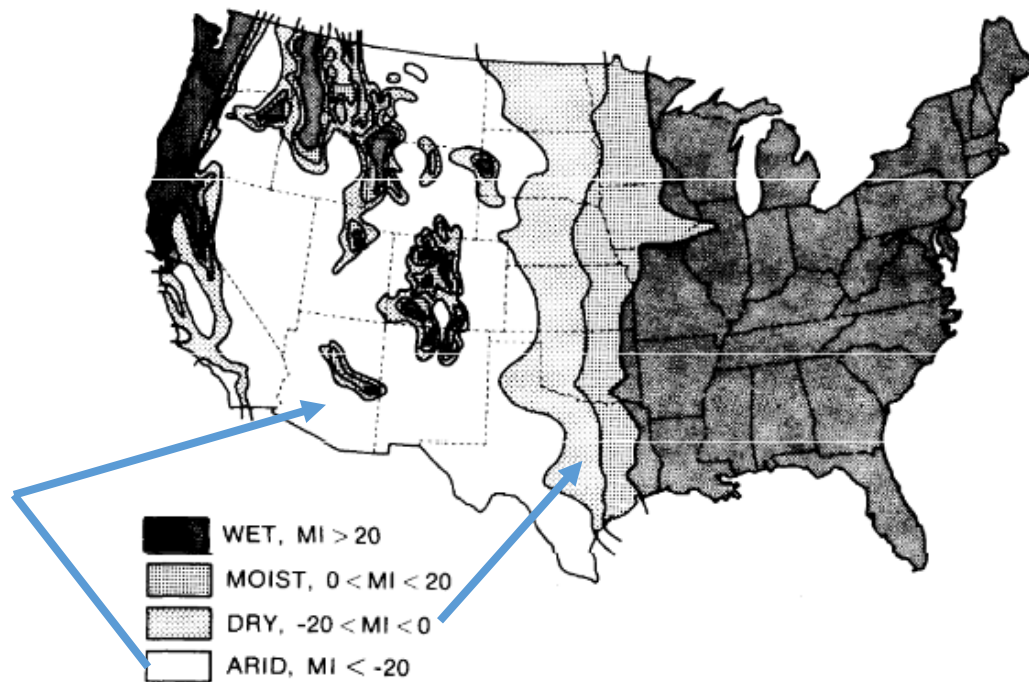 WET, MI > 20
MOIST, 0 < MI < 20
DRY, -20 < MI < 0
ARID, MI < -20